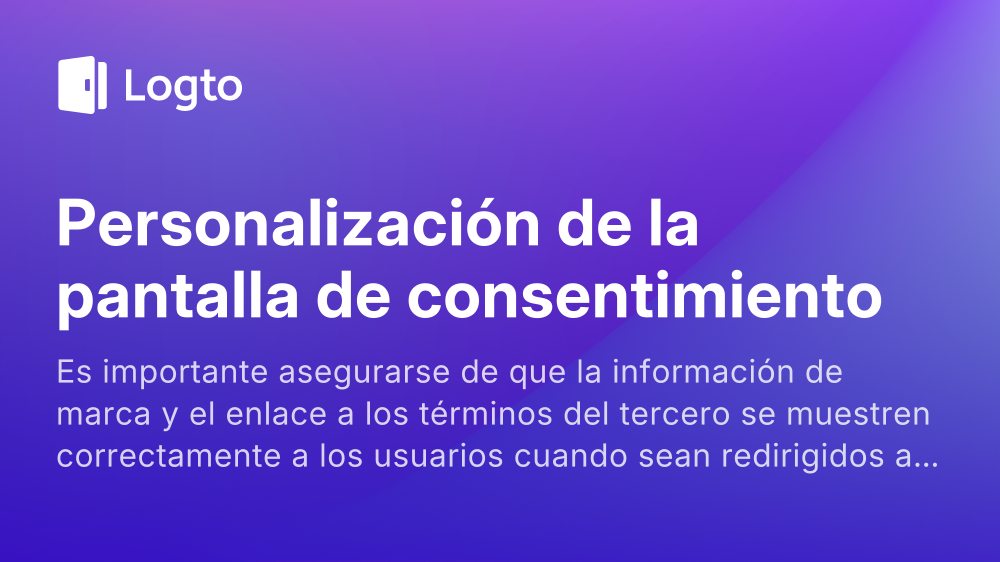 Logto
Personalización de la
pantalla de consentimiento
Es importante asegurarse de que la información de
marca y el enlace a los términos del tercero se muestren
correctamente a los usuarios cuando sean redirigidos a...